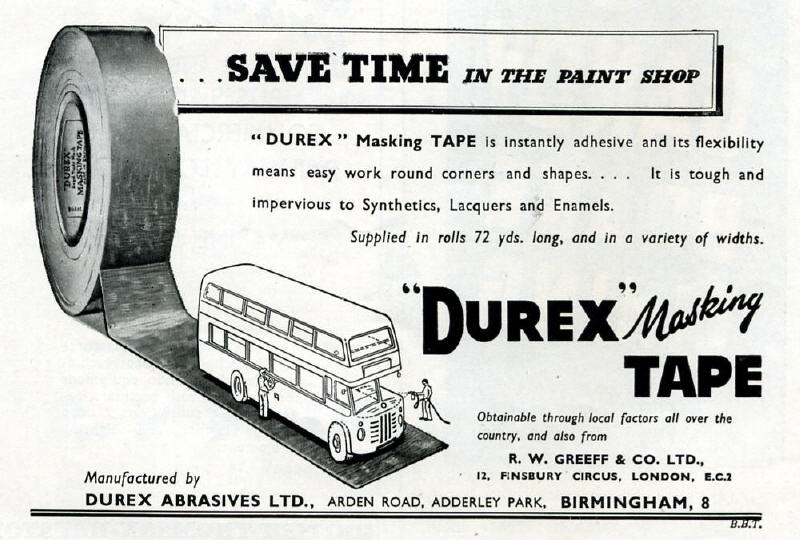 ...SAVE TIME IN THE PAINT SHOP
"DUREX" Masking TAPE is instantly adhesive and its flexibility
means easy work round corners and shapes.... It is tough and
impervious to Synthetics, Lacquers and Enamels.
Supplied in rolls 72 yds. long, and in a variety of widths.
"DUREX"
MASKING TAPE
"DUREX" Masking
TAPE
Obtainable through local factors all over the
country, and also from
R. W. GREEFF & CO. LTD.,
12, FINSBURY CIRCUS, LONDON, E.C.2
Manufactured by
DUREX ABRASIVES LTD., ARDEN ROAD, ADDERLEY PARK, BIRMINGHAM, 8
B.B.T.